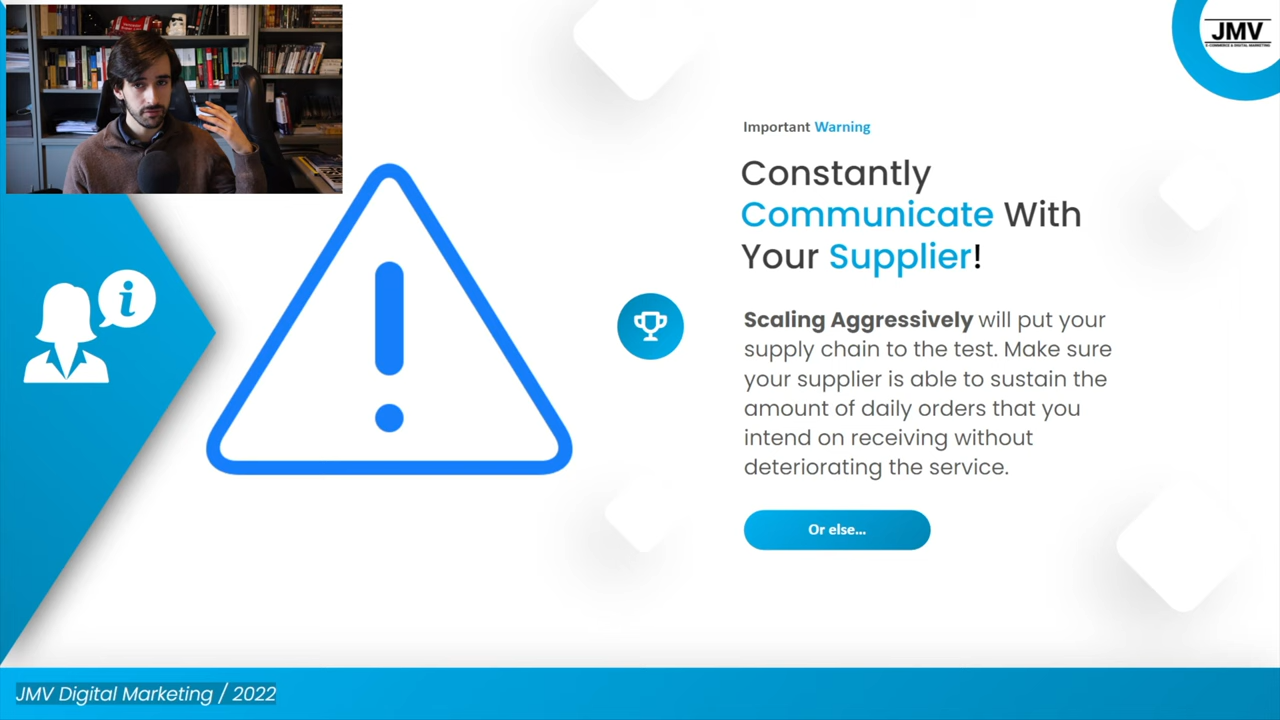 JMV
E-COMMERCE & DIGITAL MARKETING
Important Warning
Constantly
Communicate With
Your Supplier!
Scaling Aggressively will put your
supply chain to the test. Make sure
your supplier is able to sustain the
amount of daily orders that you
intend on receiving without
deteriorating the service.
Or else...
i
JMV Digital Marketing / 2022